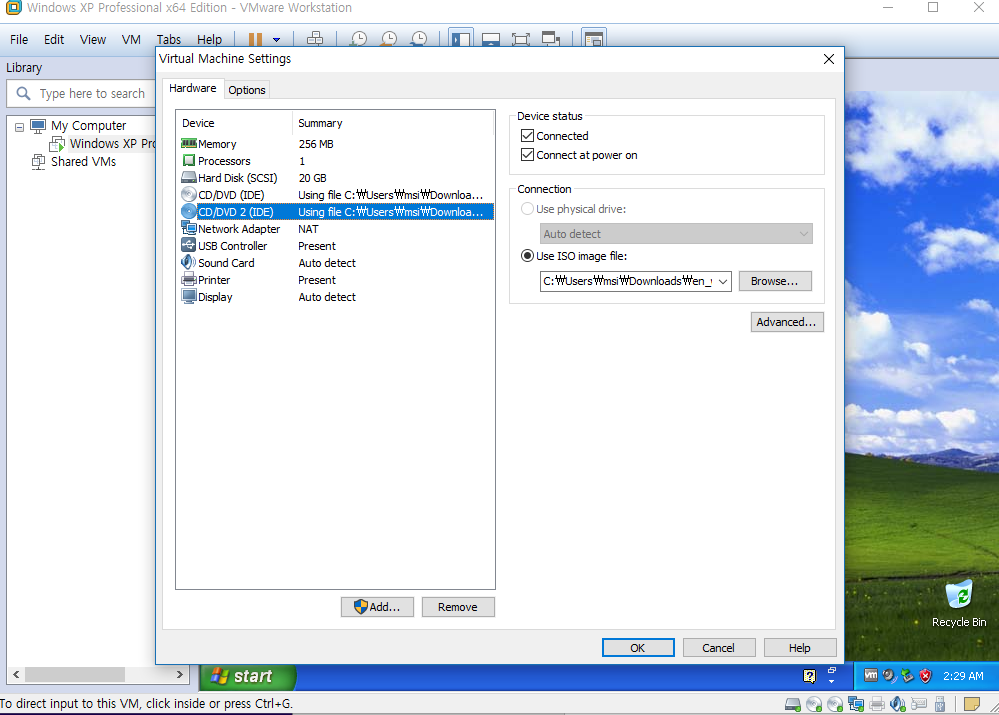 Windows XP Professional x64 Edition - VMware Workstation
File Edit View VM Tabs Help
Library
Type here to search
My Computer
Windows XP Pro
Shared VMs
Virtual Machine Settings
Hardware Options
Device Summary
Memory 256 MB
Processors 1
Hard Disk (SCSI) 20 GB
CD/DVD (IDE) Using file C:₩Users₩msi₩Downloa...
CD/DVD 2 (IDE) Using file C:₩Users₩msi₩Downloa...
Network Adapter NAT
USB Controller Present
Sound Card Auto detect
Printer Present
Display Auto detect
Add... Remove
Device status
Connected
Connect at power on
Connection
Use physical drive:
Auto detect
Use ISO image file:
C:₩Users₩msi₩Downloads₩en_ Browse...
Advanced...
OK Cancel Help
Recycle Bin
start 2:29 AM
To direct input to this VM, click inside or press Ctrl+G.